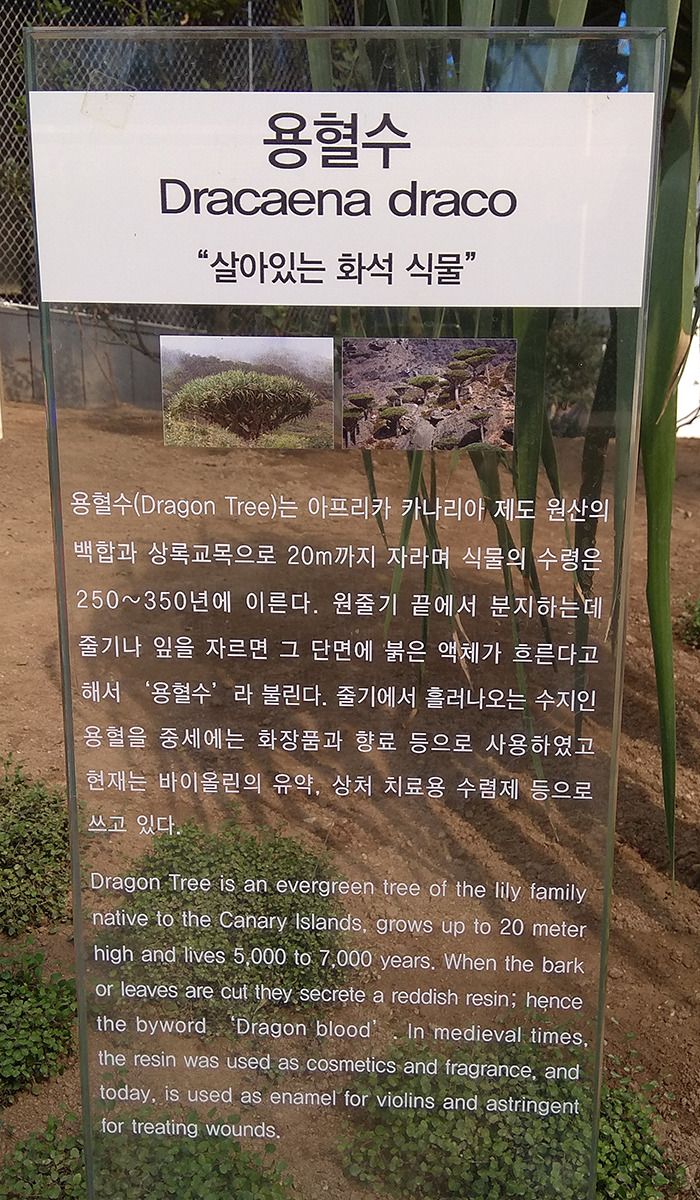 용혈수
Dracaena draco
“살아있는 화석 식물”
용혈수(Dragon Tree)는 아프리카 카나리아 제도 원산의
백합과 상록교목으로 20m까지 자라며 식물의 수령은
250～350년에 이른다. 원줄기 끝에서 분지하는데
줄기나 잎을 자르면 그 단면에 붉은 액체가 흐른다고
해서 ‘용혈수’라 불린다. 줄기에서 흘러나오는 수지인
용혈을 중세에는 화장품과 향료 등으로 사용하였고
현재는 바이올린의 유약, 상처 치료용 수렴제 등으로
쓰고 있다.
Dragon Tree is an evergreen tree of the lily family
native to the Canary Islands, grows up to 20 meter
high and lives 5,000 to 7,000 years. When the bark
or leaves are cut they secrete a reddish resin; hence
the byword ‘Dragon blood’. In medieval times,
the resin was used as cosmetics and fragrance, and
today, is used as enamel for violins and astringent
for treating wounds.